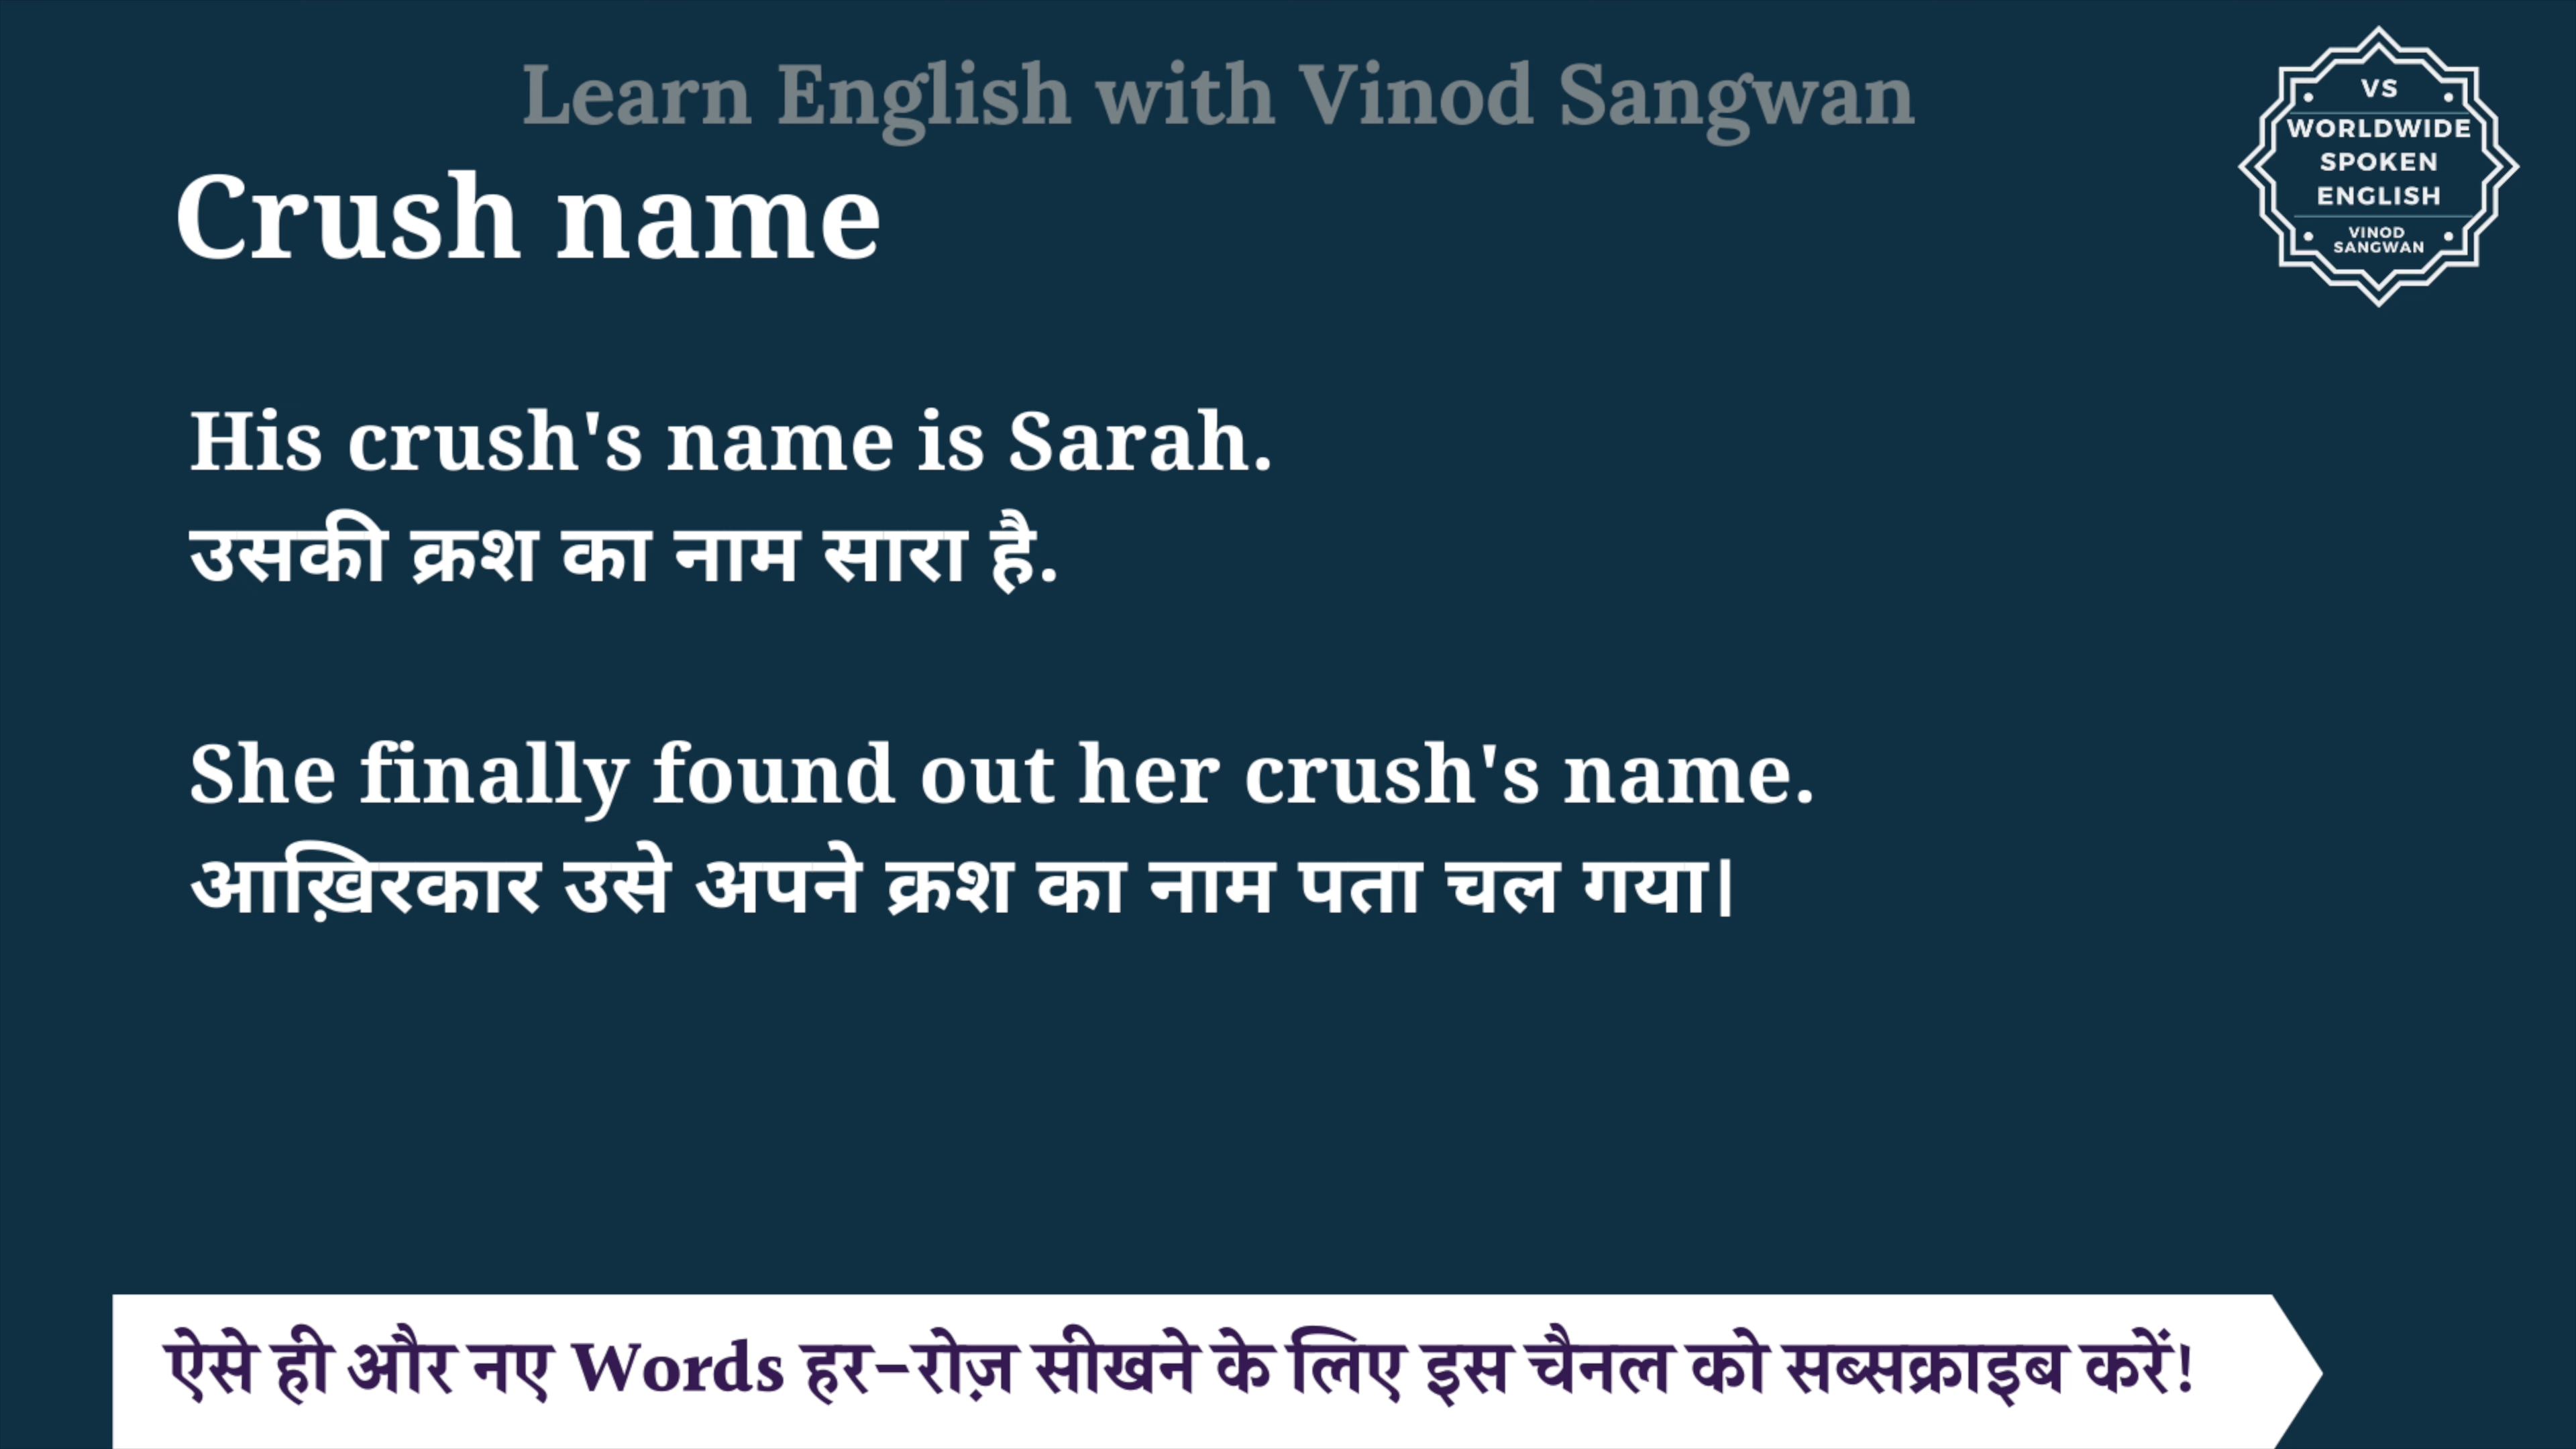 Learn English with Vinod Sangwan
VS
WORLDWIDE
SPOKEN
ENGLISH
VINOD
SANGWAN
Crush name
His crush's name is Sarah.
उसकी क्रश का नाम सारा है.
She finally found out her crush's name.
आख़िरकार उसे अपने क्रश का नाम पता चल गया।
ऐसे ही और नए Words हर-रोज़ सीखने के लिए इस चैनल को सब्सक्राइब करें!